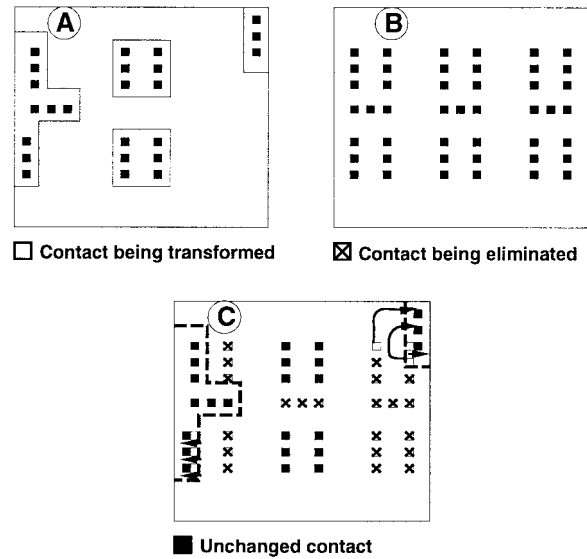 A
B
Contact being transformed
Contact being eliminated
C
Unchanged contact